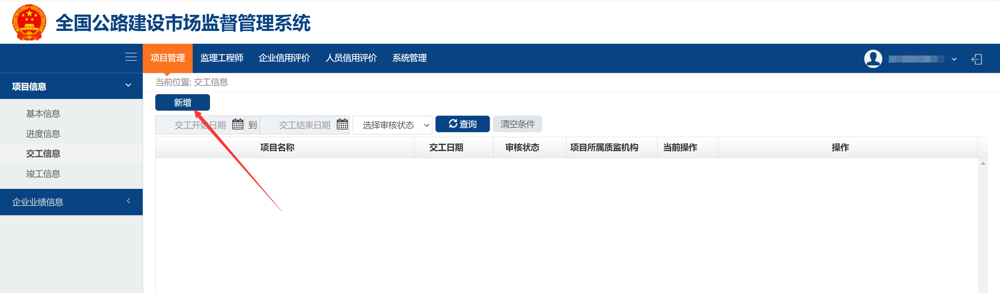 全国公路建设市场监督管理系统
项目管理 监理工程师 企业信用评价 人员信用评价 系统管理
项目信息
基本信息
进度信息
交工信息
竣工信息
企业业绩信息
当前位置: 交工信息
新增
交工开始日期 到 交工结束日期 选择审核状态 查询 清空条件
项目名称 交工日期 审核状态 项目所属质监机构 当前操作 操作